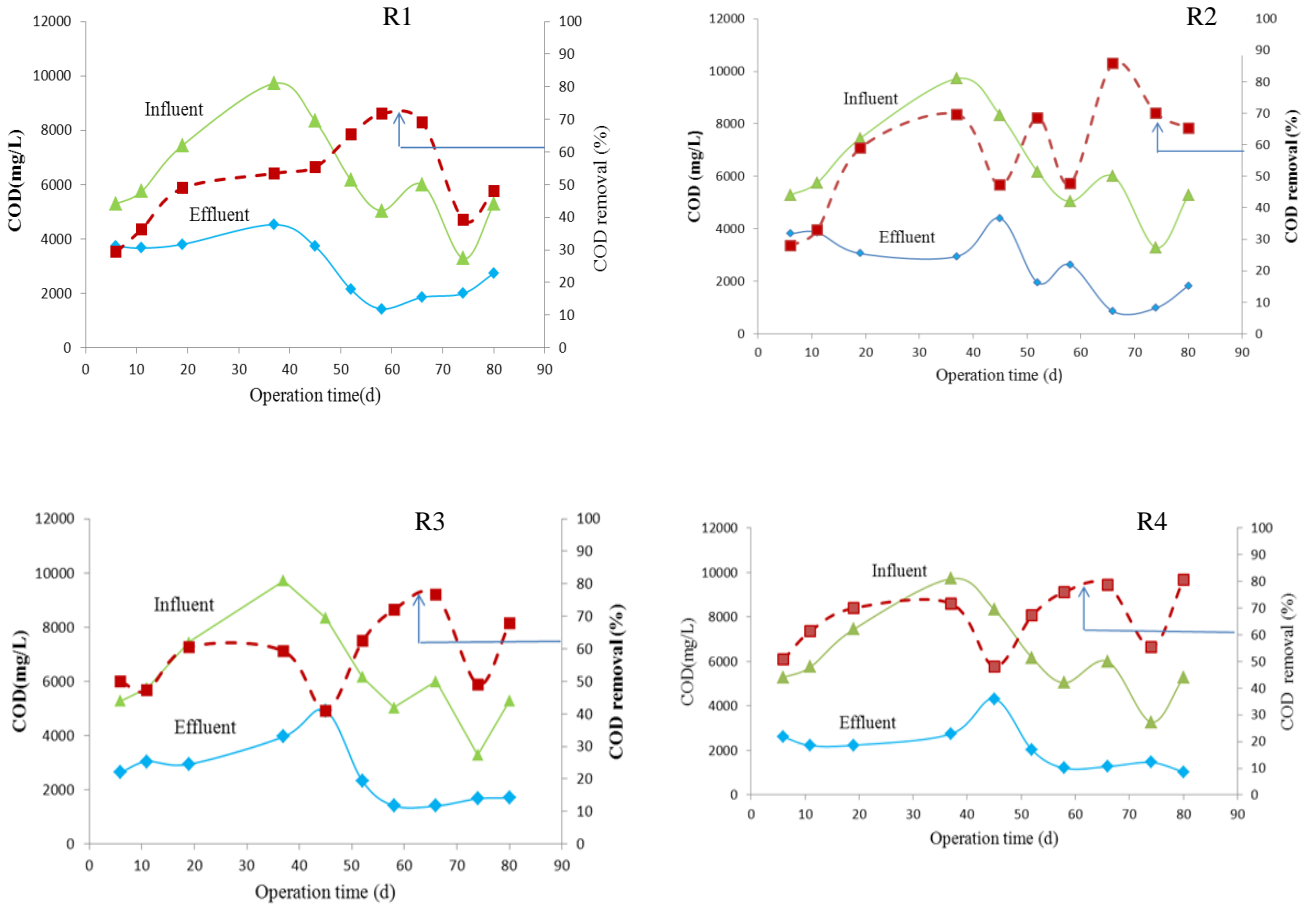 R1
12000
10000
8000
6000
4000
2000
0
COD(mg/L)
Influent
Effluent
100
90
80
70
60
50
40
30
20
10
0
COD removal (%)
0 10 20 30 40 50 60 70 80 90
Operation time(d)
R2
12000
10000
8000
6000
4000
2000
0
COD (mg/L)
Influent
Effluent
100
90
80
70
60
50
40
30
20
10
0
COD removal (%)
0 10 20 30 40 50 60 70 80 90
Operation time (d)
R3
12000
10000
8000
6000
4000
2000
0
COD(mg/L)
Influent
Effluent
100
90
80
70
60
50
40
30
20
10
0
COD removal (%)
0 10 20 30 40 50 60 70 80 90
Operation time (d)
R4
12000
10000
8000
6000
4000
2000
0
COD(mg/L)
Influent
Effluent
100
90
80
70
60
50
40
30
20
10
0
COD removal (%)
0 10 20 30 40 50 60 70 80 90
Operation time (d)